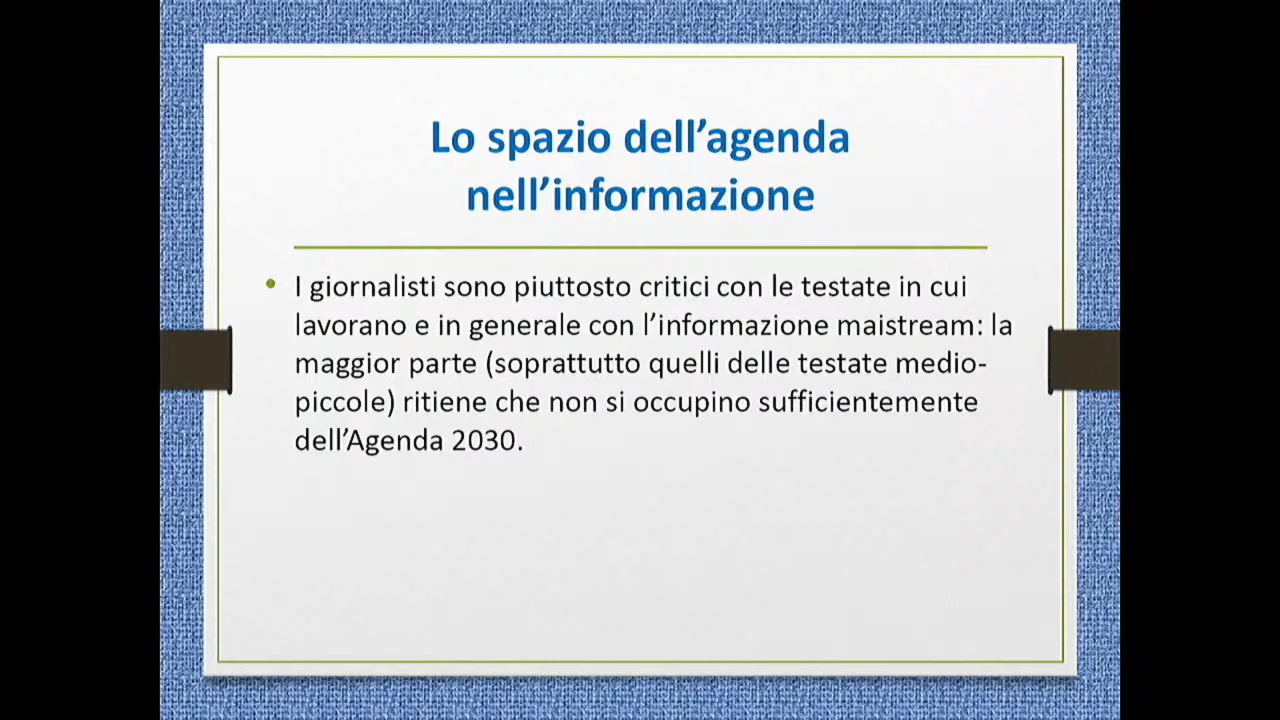 Lo spazio dell’agenda
nell’informazione
• I giornalisti sono piuttosto critici con le testate in cui
lavorano e in generale con l’informazione maistream: la
maggior parte (soprattutto quelli delle testate medio-
piccole) ritiene che non si occupino sufficientemente
dell’Agenda 2030.